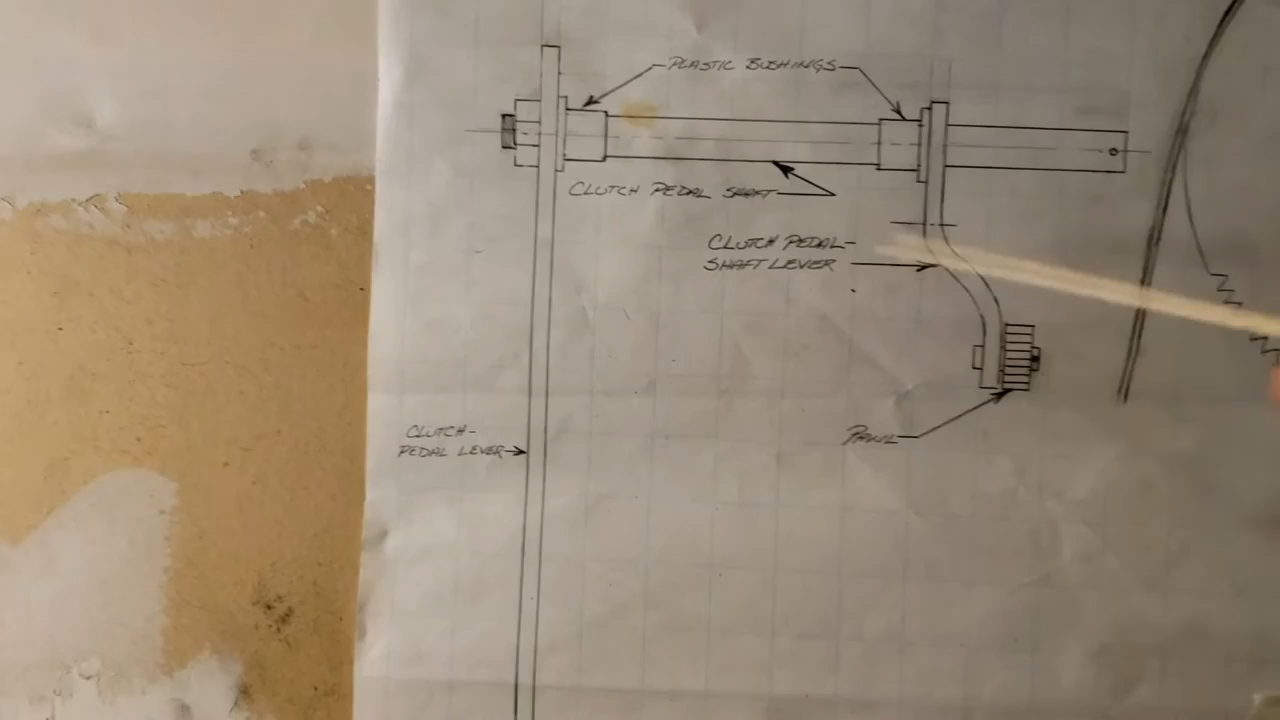 PLASTIC BUSHINGS
CLUTCH PEDAL SHAFT
CLUTCH PEDAL-
SHAFT LEVER
CLUTCH-
PEDAL LEVER
PAWL